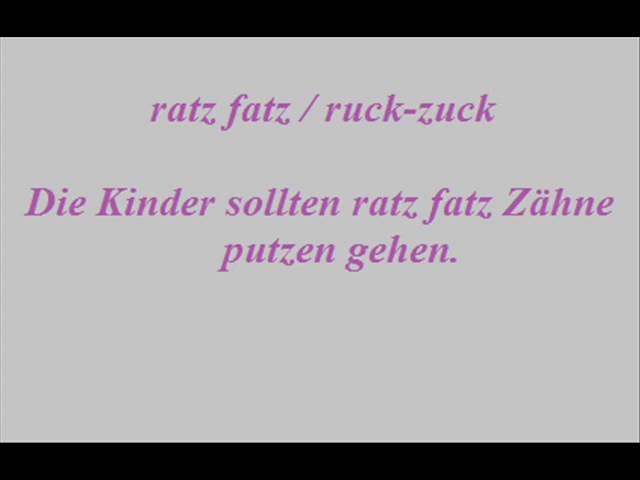 ratz fatz / ruck-zuck
Die Kinder sollten ratz fatz Zähne
putzen gehen.